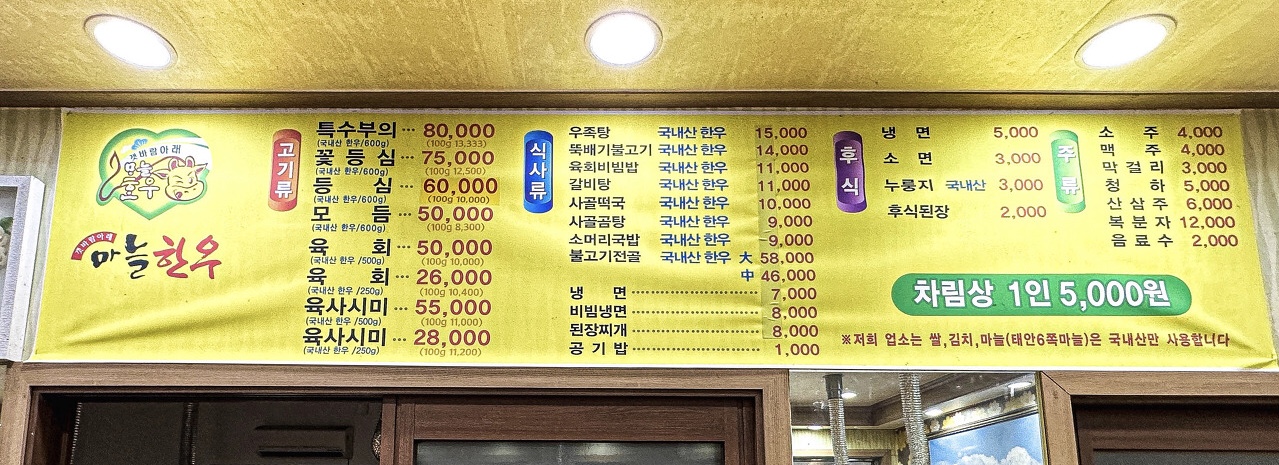 갯바람아래
마늘
한우
갯바람아래
마늘한우
고기류
특수부위 ··· 80,000
(국내산 한우/600g) (100g 13,333)
꽃등심 ··· 75,000
(국내산 한우/600g) (100g 12,500)
등심 ··· 60,000
(국내산 한우/600g) (100g 10,000)
모듬 ··· 50,000
(국내산 한우/600g) (100g 8,300)
육회 ··· 50,000
(국내산 한우 /500g) (100g 10,000)
육회 ··· 26,000
(국내산 한우 /250g) (100g 10,400)
육사시미 ··· 55,000
(국내산 한우 /500g) (100g 11,000)
육사시미 ··· 28,000
(국내산 한우 /250g) (100g 11,200)
식사류
우족탕 국내산 한우 15,000
뚝배기불고기 국내산 한우 14,000
육회비빔밥 국내산 한우 11,000
갈비탕 국내산 한우 11,000
사골떡국 국내산 한우 10,000
사골곰탕 국내산 한우 9,000
소머리국밥 국내산 한우 9,000
불고기전골 국내산 한우 大 58,000
中 46,000
냉면 7,000
비빔냉면 8,000
된장찌개 8,000
공기밥 1,000
후식
냉면 5,000
소면 3,000
누룽지 국내산 3,000
후식된장 2,000
주류
소주 4,000
맥주 4,000
막걸리 3,000
청하 5,000
산삼주 6,000
복분자 12,000
음료수 2,000
차림상 1인 5,000원
※저희 업소는 쌀,김치,마늘(태안6쪽마늘)은 국내산만 사용합니다